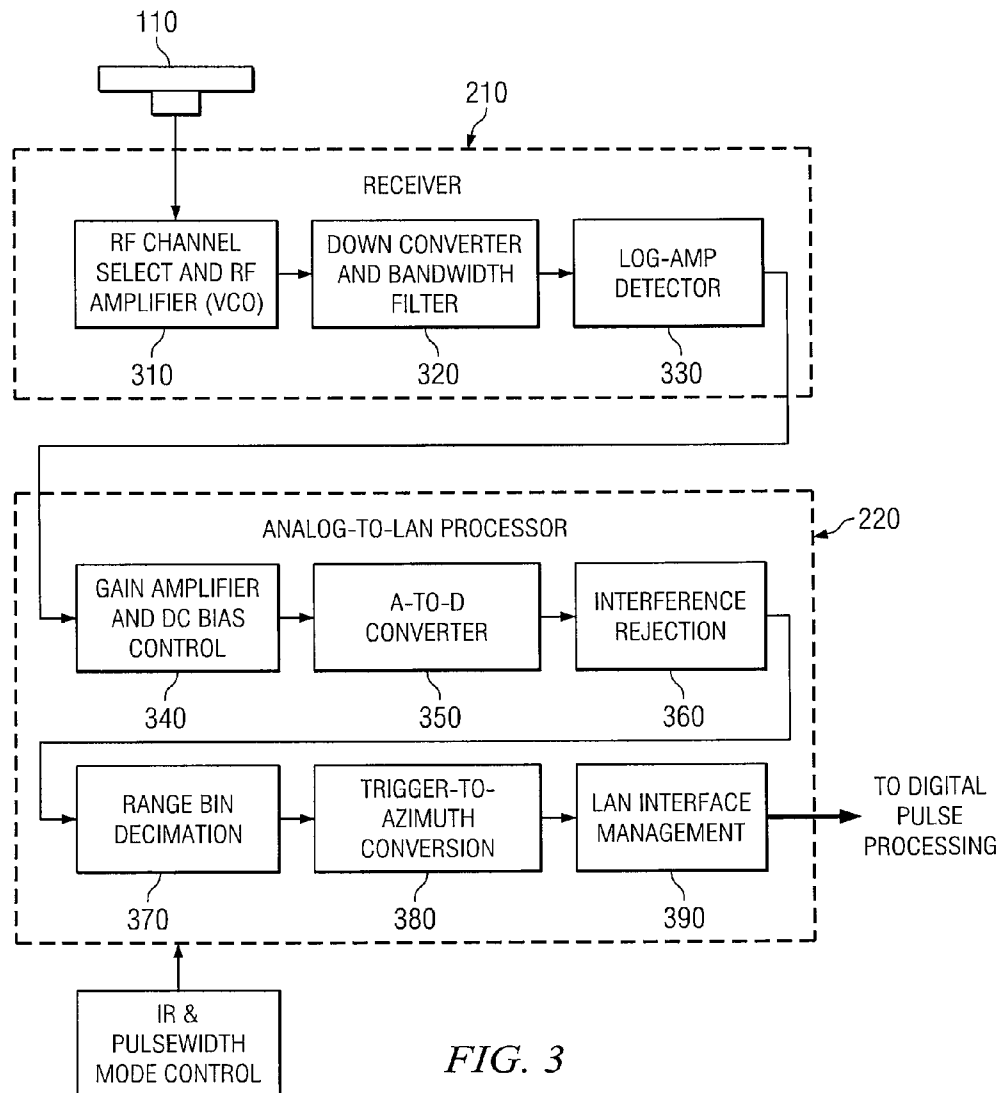 110
210
RECEIVER
RF CHANNEL
SELECT AND RF
AMPLIFIER (VCO)
310
DOWN CONVERTER
AND BANDWIDTH
FILTER
320
LOG-AMP
DETECTOR
330
220
ANALOG-TO-LAN PROCESSOR
GAIN AMPLIFIER
AND DC BIAS
CONTROL
340
A-TO-D
CONVERTER
350
INTERFERENCE
REJECTION
360
RANGE BIN
DECIMATION
370
TRIGGER-TO-
AZIMUTH
CONVERSION
380
LAN INTERFACE
MANAGEMENT
390
TO DIGITAL
PULSE
PROCESSING
IR &
PULSEWIDTH
MODE CONTROL
FIG. 3